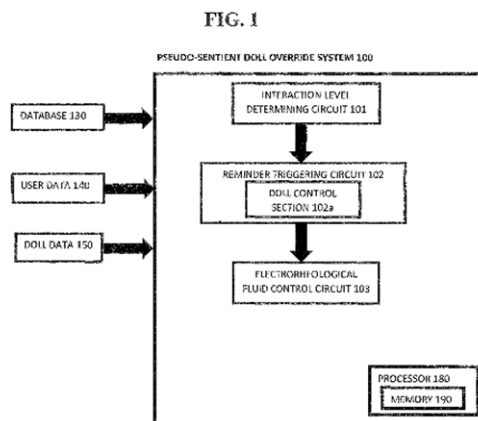 FIG. 1
PSEUDO-SENTIENT DOLL OVERRIDE SYSTEM 100
INTERACTION LEVEL
DETERMINING CIRCUIT 101
DATABASE 130
REMINDER TRIGGERING CIRCUIT 102
DOLL CONTROL
SECTION 102a
USER DATA 140
DOLL DATA 150
ELECTRORHEOLOGICAL
FLUID CONTROL CIRCUIT 103
PROCESSOR 180
MEMORY 190